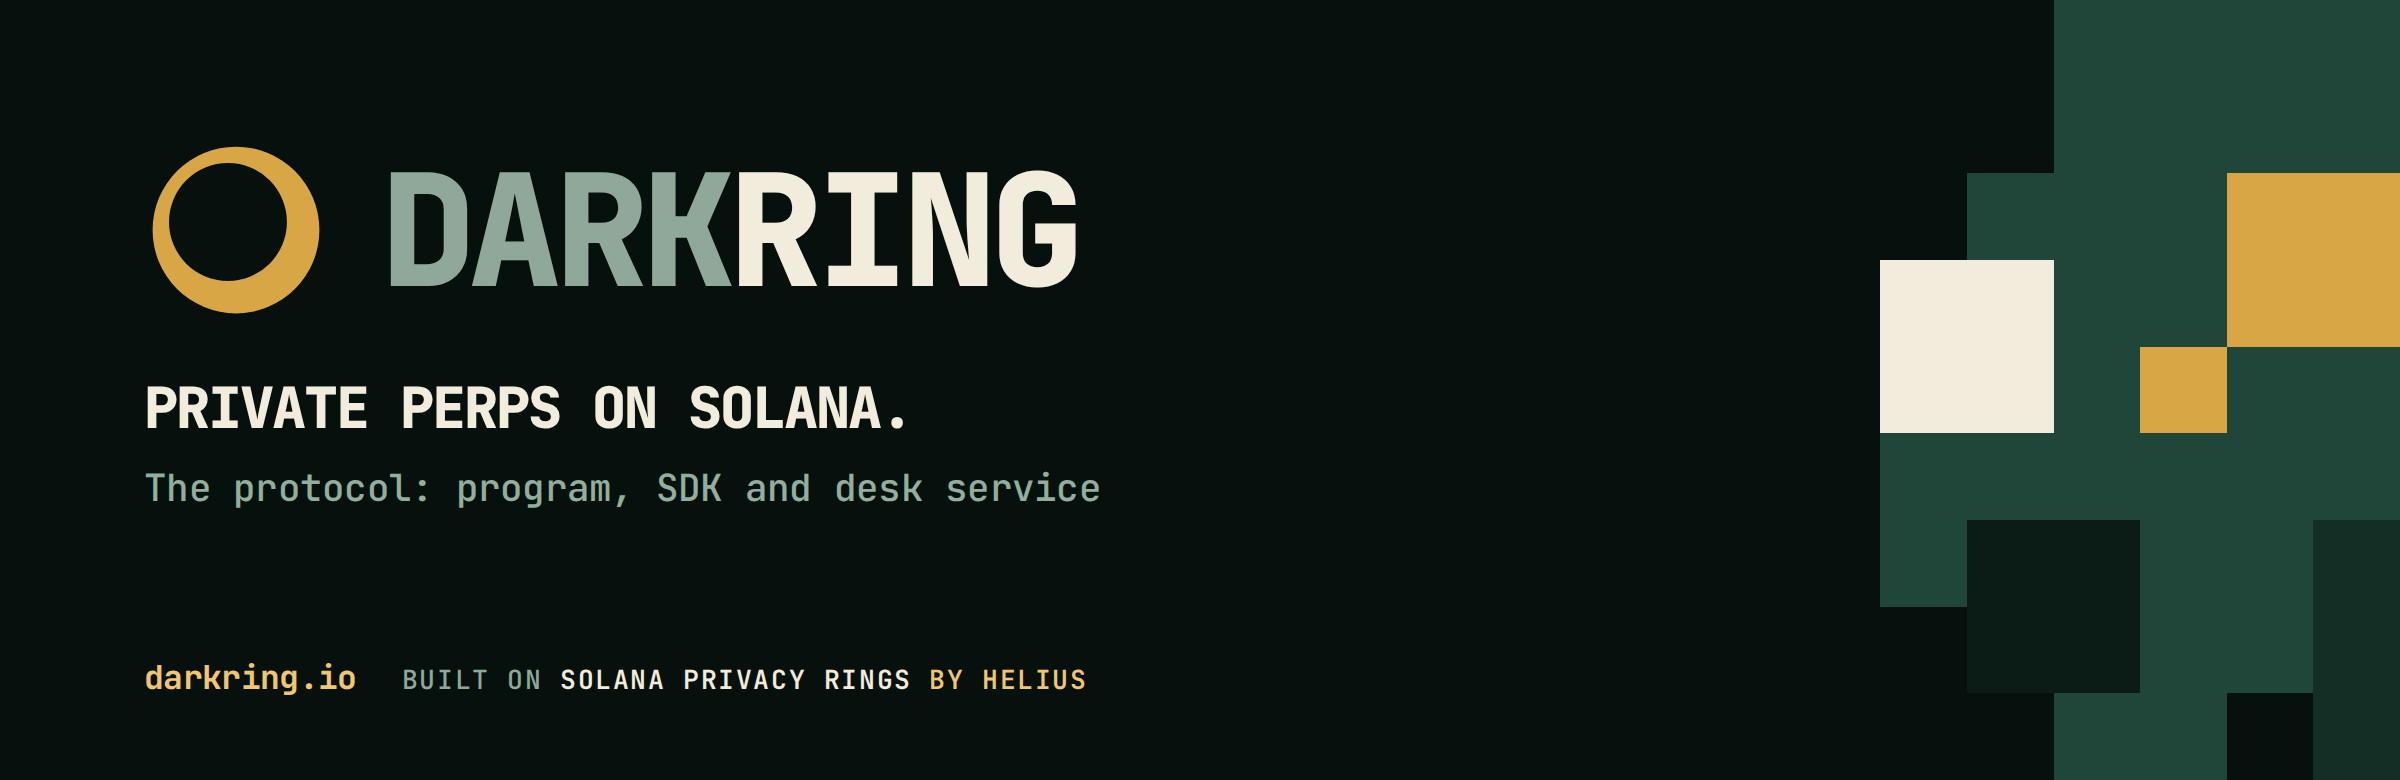 DARKRING
PRIVATE PERPS ON SOLANA.
The protocol: program, SDK and desk service
darkring.io BUILT ON SOLANA PRIVACY RINGS BY HELIUS